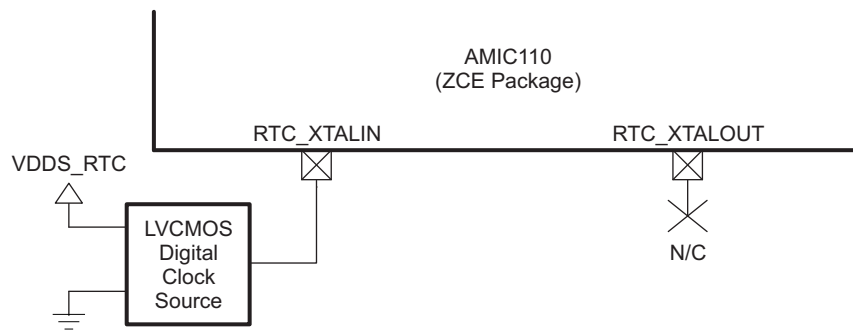 AMIC110
(ZCE Package)
RTC_XTALIN
RTC_XTALOUT
VDDS_RTC
LVCMOS
Digital
Clock
Source
N/C